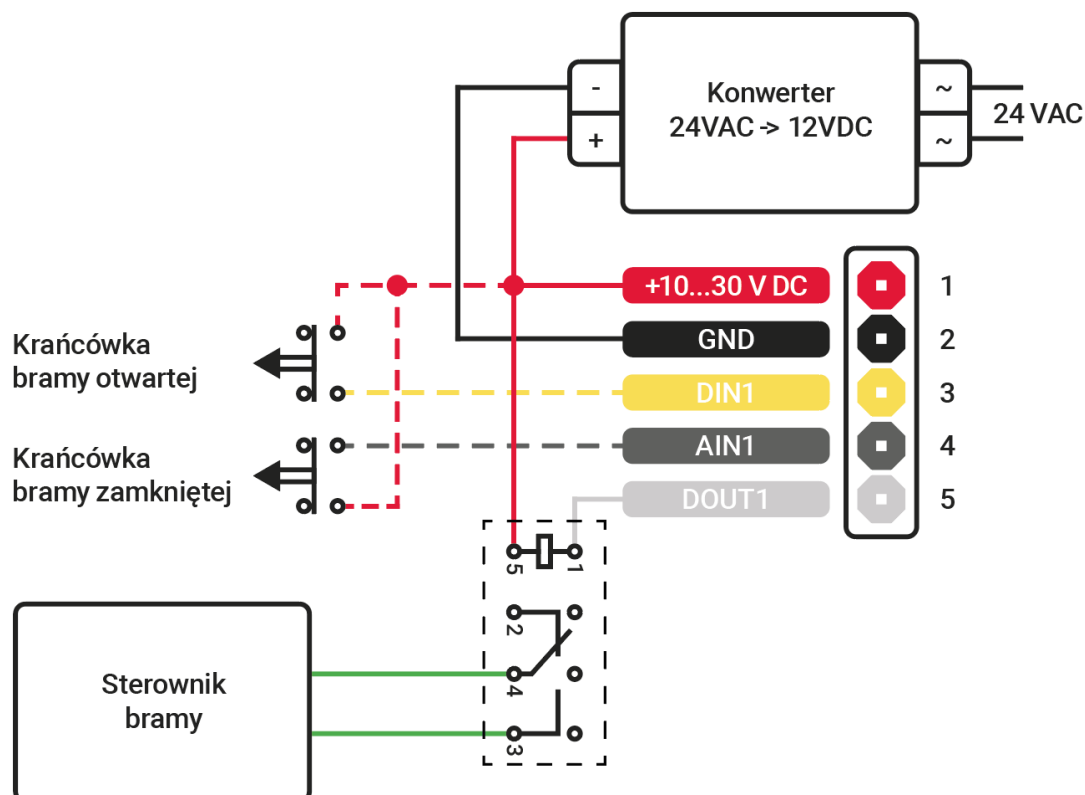 Konwerter
24VAC -> 12VDC
-
+
~
~
24 VAC
+10...30 V DC
1
GND
2
DIN1
3
AIN1
4
DOUT1
5
Krańcówka
bramy otwartej
Krańcówka
bramy zamkniętej
5
1
2
4
3
Sterownik
bramy